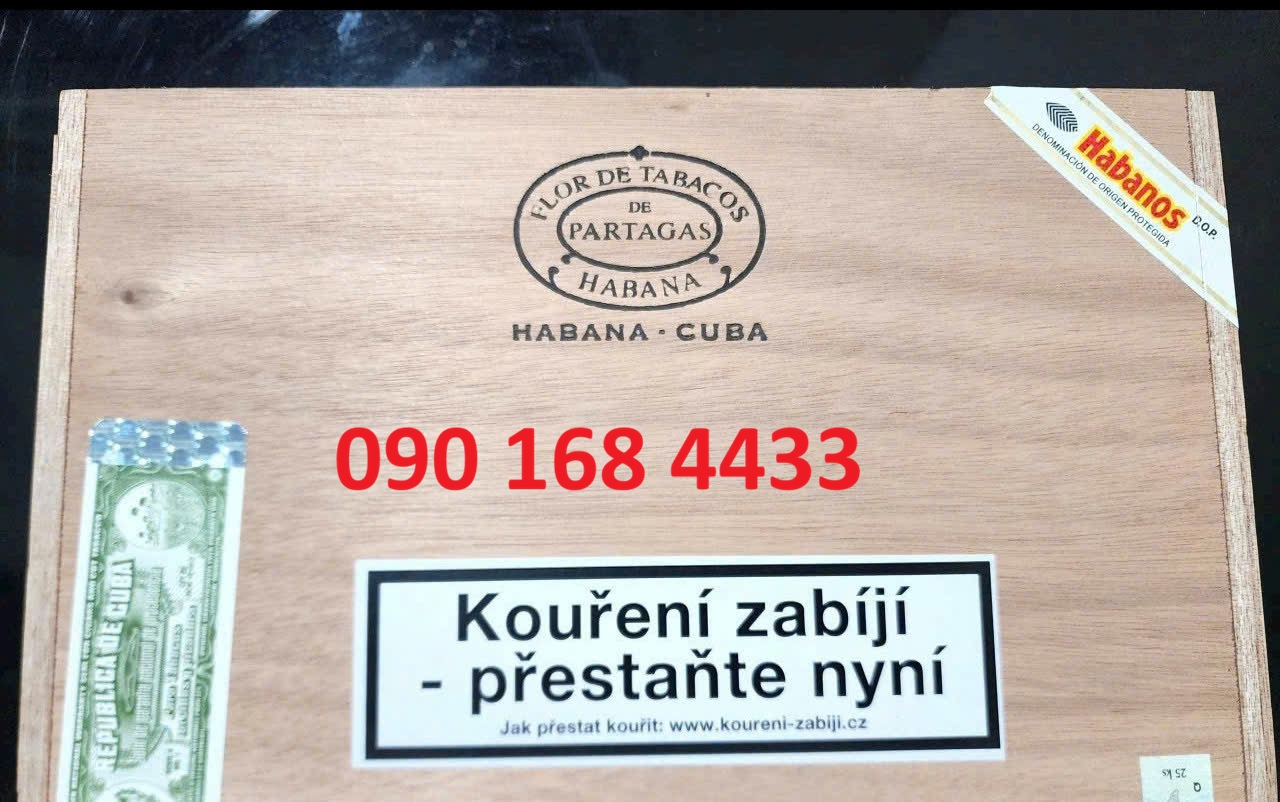 FLOR DE TABACOS
DE
PARTAGAS
HABANA
HABANA - CUBA
Habanos
D.O.P.
DENOMINACIÓN DE ORIGEN PROTEGIDA
090 168 4433
REPUBLICA DE CUBA
Kouření zabíjí
- přestaňte nyní
Jak přestat kouřit: www.koureni-zabiji.cz
25 ks